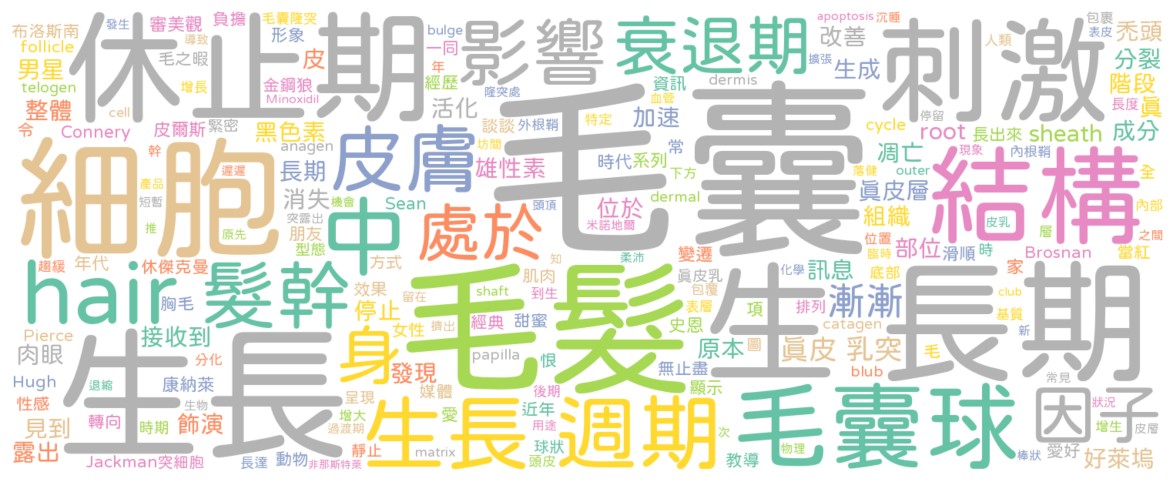 布洛斯南
發生
審美觀
負擔
毛囊隆突
bulge
影響
衰退期
apoptosis
沉睡
包裹
表皮
禿頭
follicle
導致
毛之暇
形象
一同
改善
擴張
人類
分裂
男星
休止期
皮
年
經歷
資訊
dermis
生成
刺激
階段
telogen
增長
金鋼狼
隆突處
血管
停留
長度
真
整體
cell
Minoxidil
活化
加速
令
Connery
皮爾斯
緊密
黑色素
談談
外根鞘
特定
cycle
root
長出來
sheath
成分
anagen
坊間
時代
系列
常
凋亡
現象
內根鞘
幹
遲遲
長期
皮膚
雄性素
下方
落健
outer
全
細胞
產品
短暫
機會
消失
Sean
毛囊
dermal
真皮層
結構
內部
推
原先
突露出
朋友
中
處於
頭頂
位於
米諾地爾
組織
皮乳
層
之間
型態
柔沛
變遷
位置
臨時
部位
滑順
時
Brosnan
當紅
趨緩
年代
休傑克曼
方式
肌肉
知
真皮乳
化學
訊息
底部
家
hair
髮幹
胸毛
效果
留在
shaft
到生
包覆
表層
項
排列
漸漸
club
基質
停止
毛髮
生長期
新
Pierce
接收到
身
女性
擠出
經典
甜蜜
史恩
catagen
毛
肉眼
分化
生長
papilla
恨
原本
圖
真皮
乳突
Hugh
退縮
康納萊
發現
無止盡
blub
常見
性感
生物
呈現
媒體
後期
顯示
狀況
轉向
時期
飾演
增大
愛
近年
毛囊球
因子
增生
皮層
見到
過渡期
生長週期
用途
次
露出
靜止
球狀
愛好
Jackman突細胞
長達
動物
非那斯特萊
matrix
頭皮
教導
物理
棒狀
好萊塢